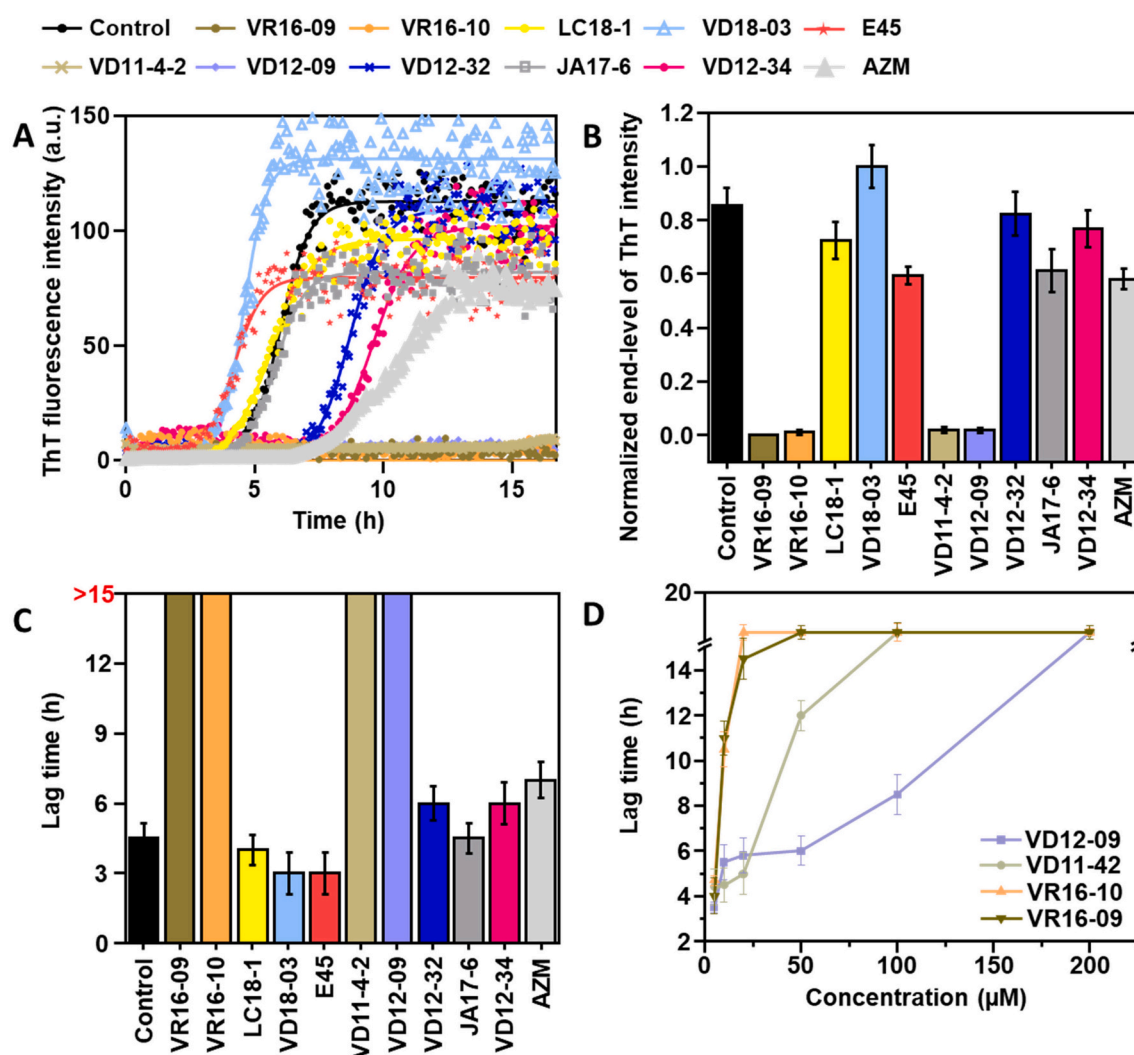 Control VR16-09 VR16-10 LC18-1 VD18-03 E45
VD11-4-2 VD12-09 VD12-32 JA17-6 VD12-34 AZM
A
ThT fluorescence intensity (a.u.)
150
100
50
0
0 5 10 15
Time (h)
B
Normalized end-level of ThT intensity
1.2
1.0
0.8
0.6
0.4
0.2
0.0
Control
VR16-09
VR16-10
LC18-1
VD18-03
E45
VD11-4-2
VD12-09
VD12-32
JA17-6
VD12-34
AZM
C
Lag time (h)
>15
12
9
6
3
0
Control
VR16-09
VR16-10
LC18-1
VD18-03
E45
VD11-4-2
VD12-09
VD12-32
JA17-6
VD12-34
AZM
D
Lag time (h)
20
14
12
10
8
6
4
2
VD12-09
VD11-42
VR16-10
VR16-09
0 50 100 150 200
Concentration (µM)